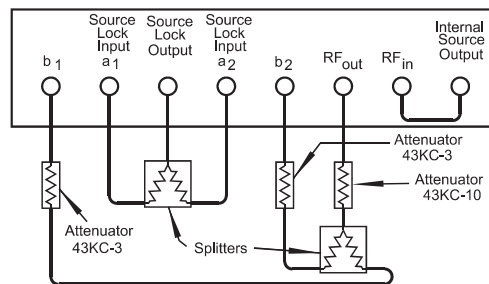 b 1
Source Lock Input a 1
Source Lock Output
Source Lock Input a 2
b 2
RF out
RF in
Internal Source Output
Attenuator 43KC-3
Attenuator 43KC-10
Attenuator 43KC-3
Splitters